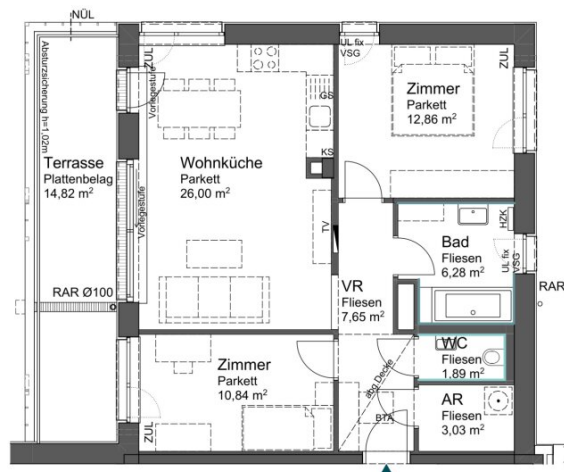 NÜL
Absturzsicherung h=1,02m
ZUL
Vorlegestufe
Terrasse
Plattenbelag
14,82 m²
Vorlegestufe
RAR Ø100
Wohnküche
Parkett
26,00 m²
GS
KS
TV
UL fix
VSG
Zimmer
Parkett
12,86 m²
ZUL
Bad
Fliesen
6,28 m²
HZK
UL fix
VSG
RAR
VR
Fliesen
7,65 m²
WC
Fliesen
1,89 m²
Zimmer
Parkett
10,84 m²
ZUL
abg Decke
BTA
AR
Fliesen
3,03 m²